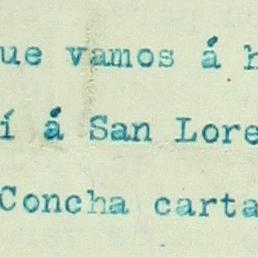 ue vamos á h
í á San Lore
Concha carta